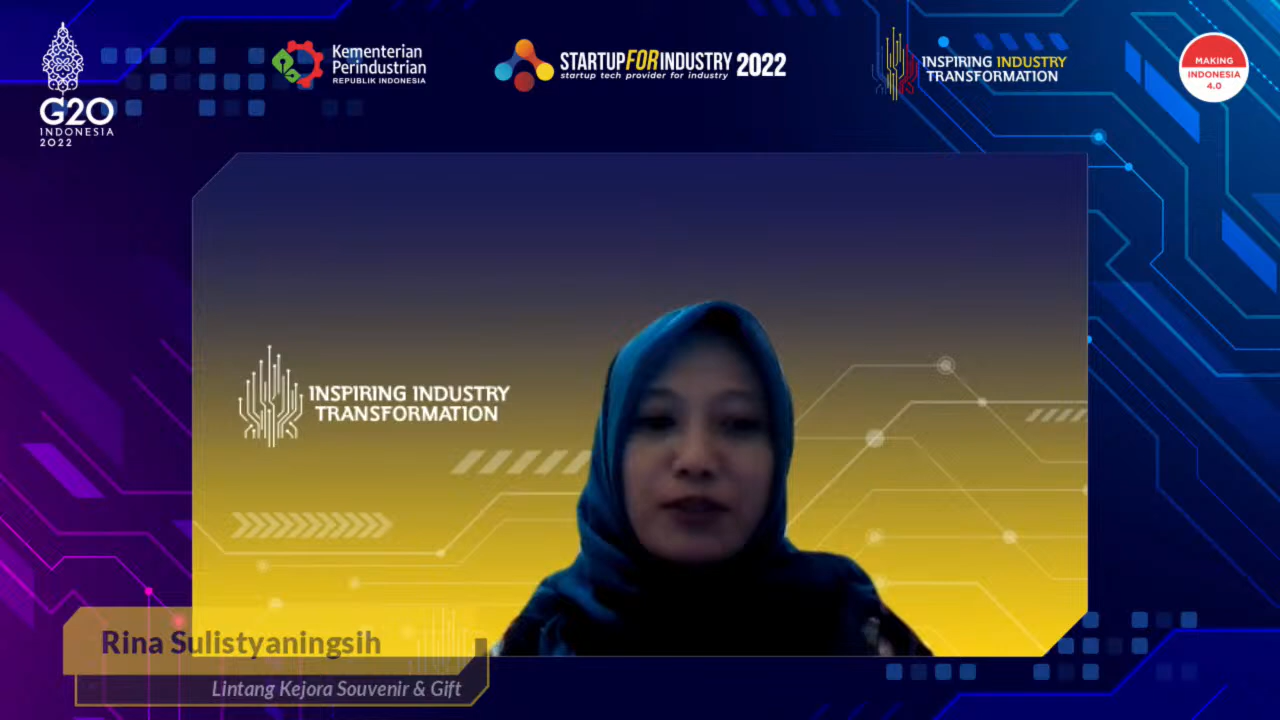 G20
INDONESIA
2022
Kementerian
Perindustrian
REPUBLIK INDONESIA
STARTUPFORINDUSTRY 2022
startup tech provider for industry
INSPIRING INDUSTRY
TRANSFORMATION
MAKING
INDONESIA
4.0
INSPIRING INDUSTRY
TRANSFORMATION
Rina Sulistyaningsih
Lintang Kejora Souvenir & Gift